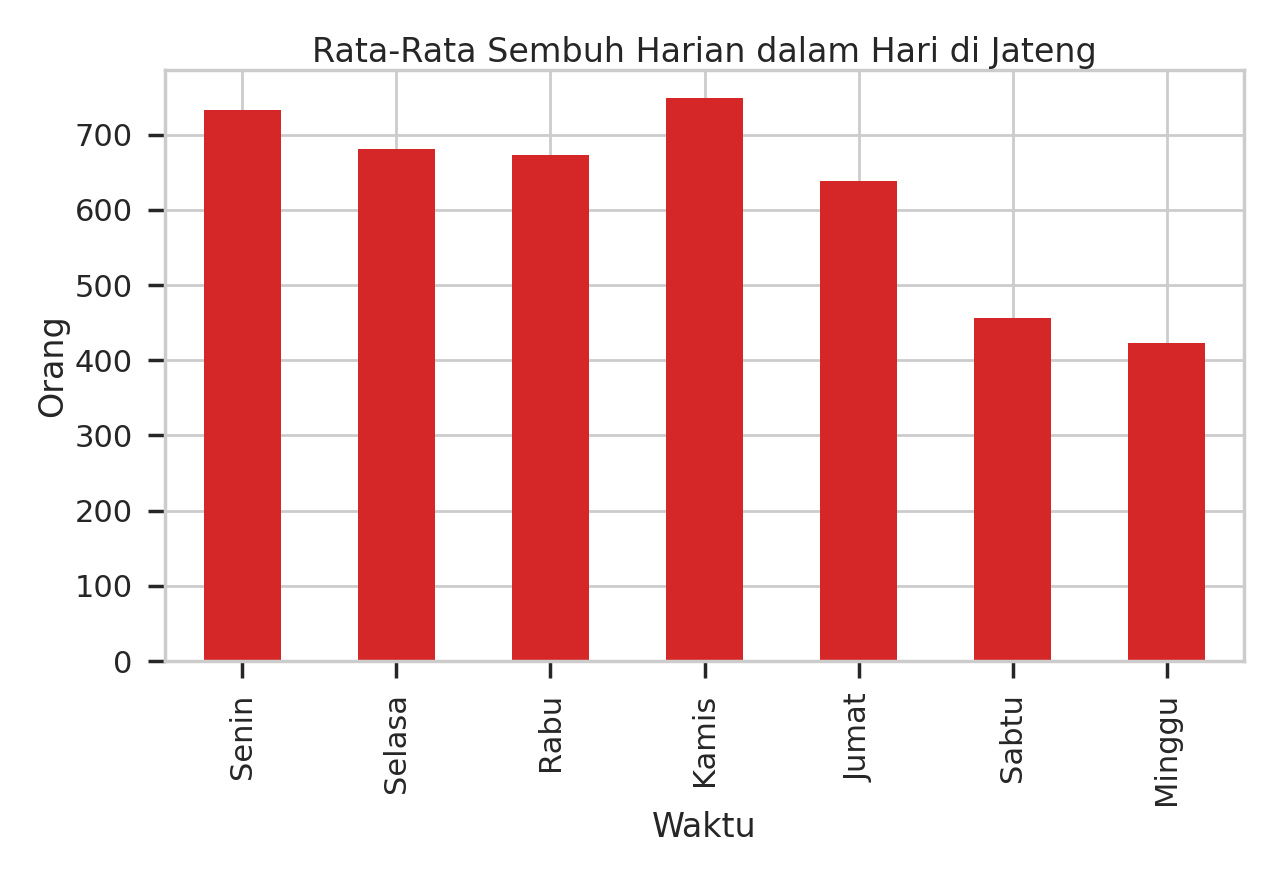 Rata-Rata Sembuh Harian dalam Hari di Jateng
Orang
700
600
500
400
300
200
100
0
Senin
Selasa
Rabu
Kamis
Jumat
Sabtu
Minggu
Waktu